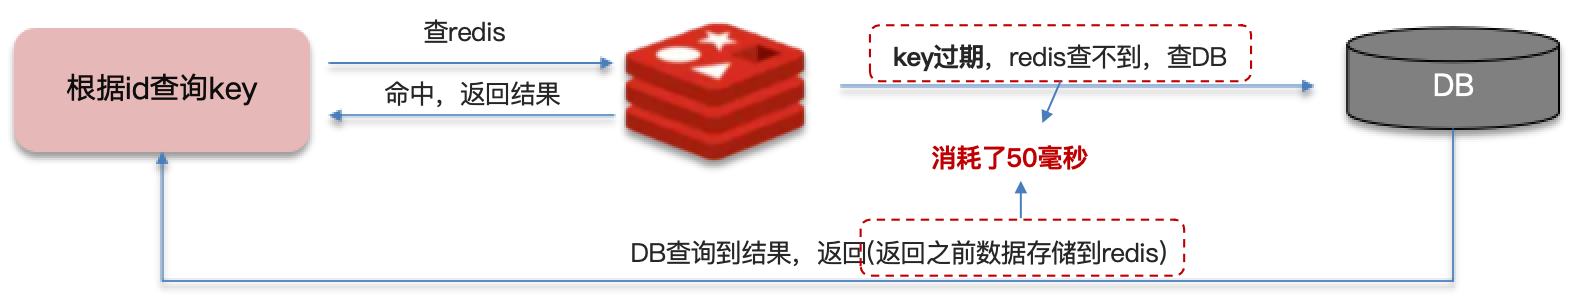 查redis
根据id查询key
命中，返回结果
key过期，redis查不到，查DB
DB
消耗了50毫秒
DB查询到结果，返回(返回之前数据存储到redis)